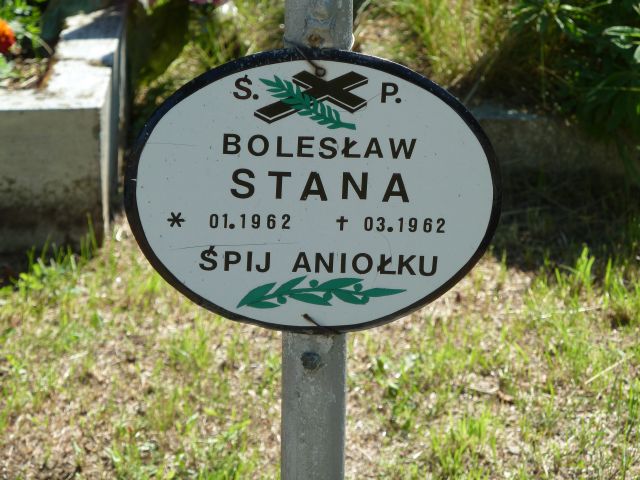 Ś. P.
BOLESŁAW
STANA
* 01.1962 ✝ 03.1962
ŚPIJ ANIOŁKU